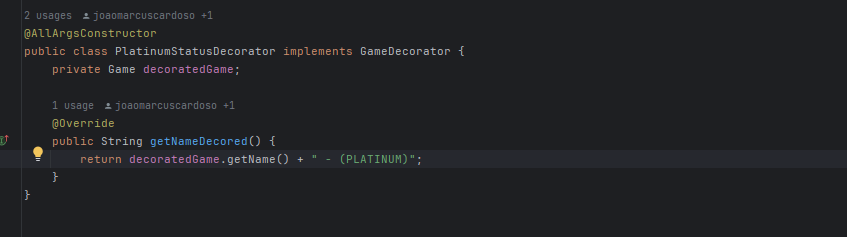 2 usages joaomarcuscardoso +1
@AllArgsConstructor
public class PlatinumStatusDecorator implements GameDecorator {
private Game decoratedGame;
1 usage joaomarcuscardoso +1
@Override
public String getNameDecored() {
return decoratedGame.getName() + " - (PLATINUM)";
}
}